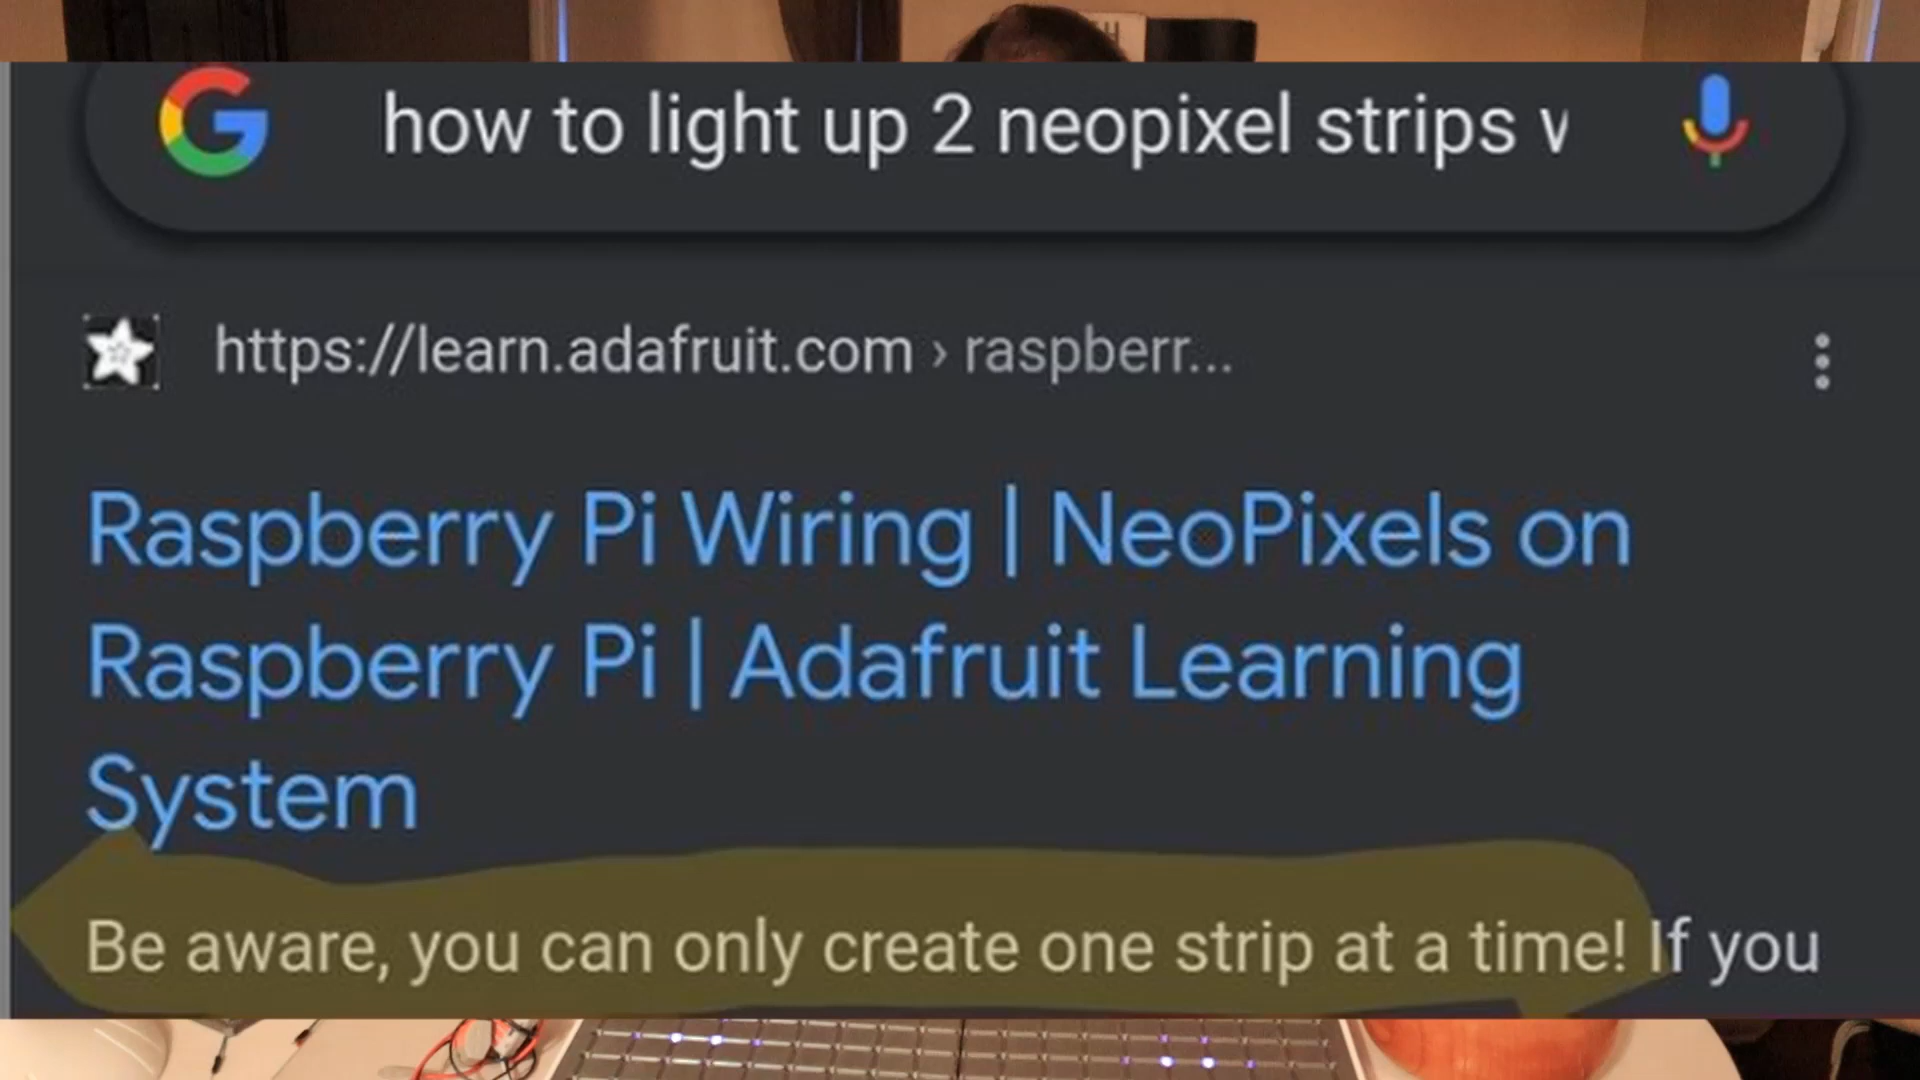 how to light up 2 neopixel strips
https://learn.adafruit.com › raspberr...
Raspberry Pi Wiring | NeoPixels on
Raspberry Pi | Adafruit Learning
System
Be aware, you can only create one strip at a time! If you